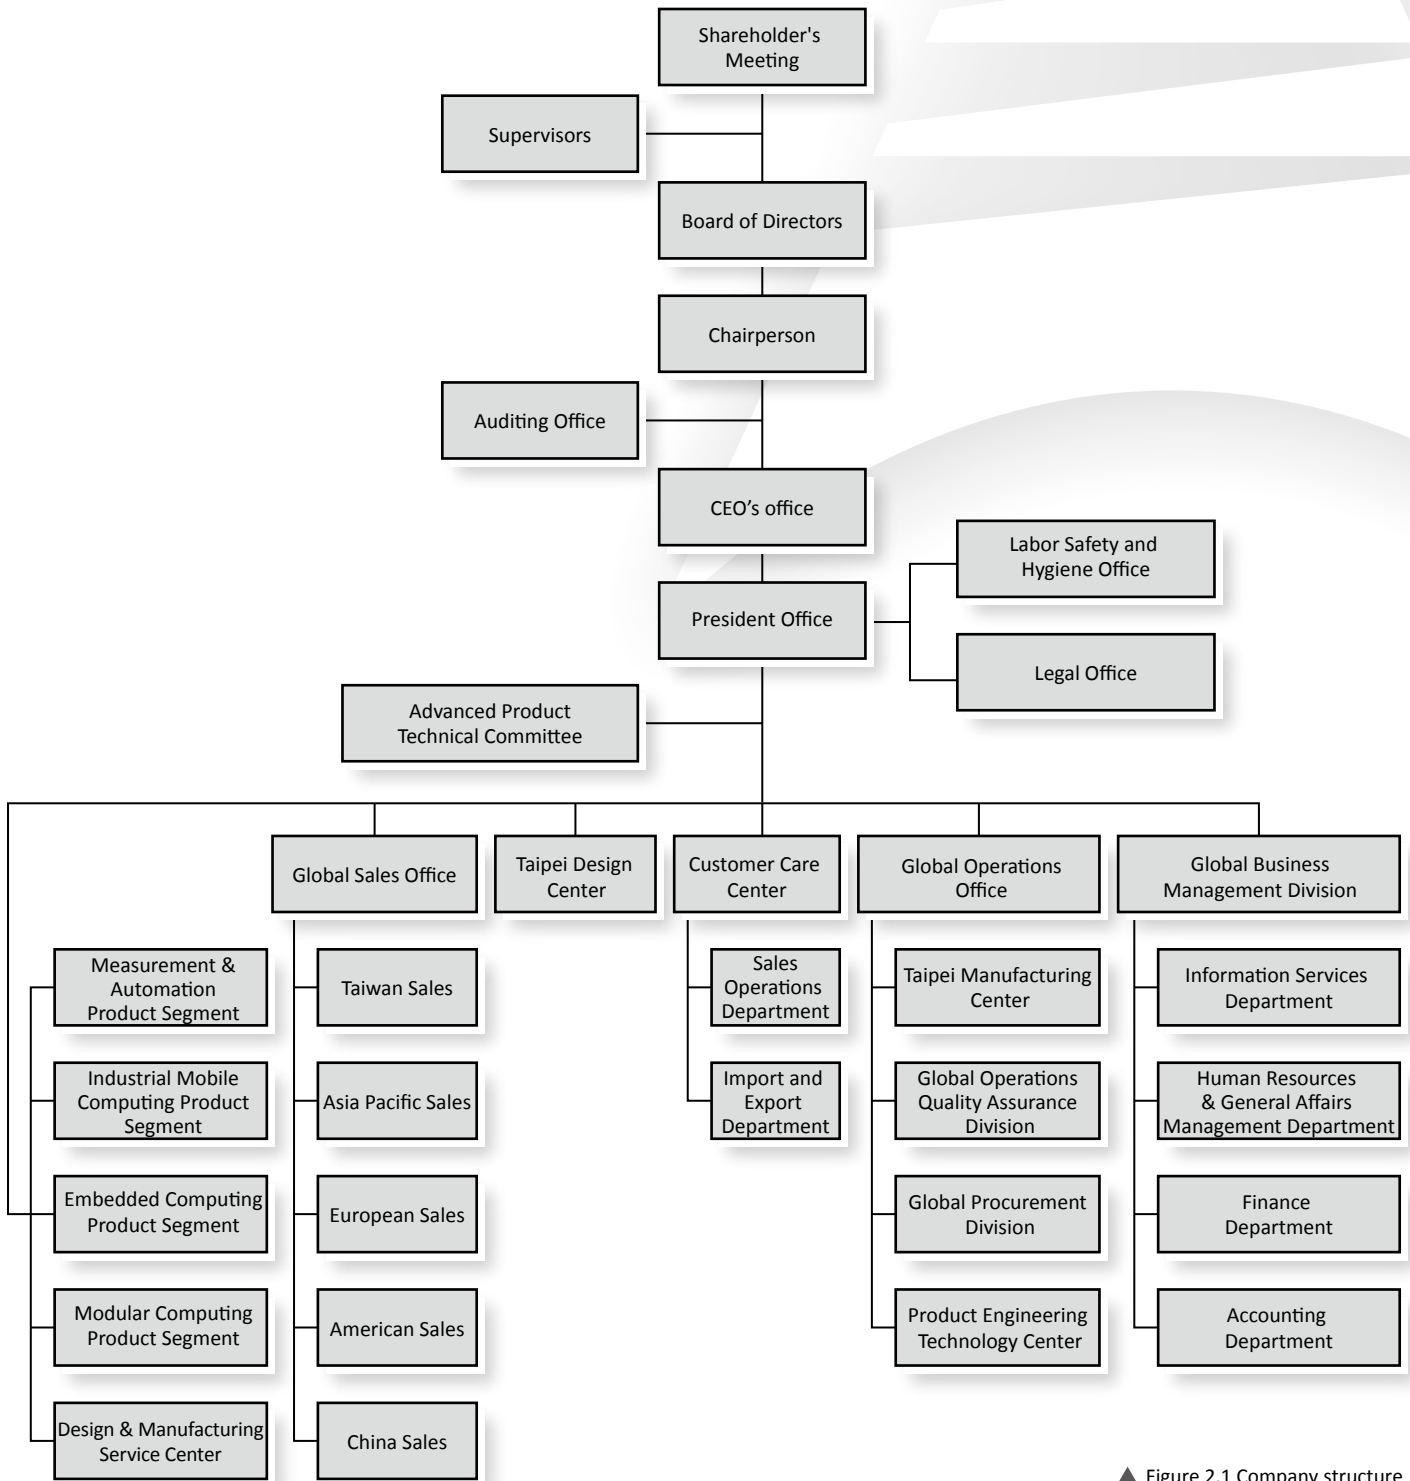 Shareholder's
Meeting
Supervisors
Board of Directors
Chairperson
Auditing Office
CEO’s office
Labor Safety and
Hygiene Office
President Office
Legal Office
Advanced Product
Technical Committee
Global Sales Office
Taipei Design
Center
Customer Care
Center
Global Operations
Office
Global Business
Management Division
Measurement &
Automation
Product Segment
Industrial Mobile
Computing Product
Segment
Embedded Computing
Product Segment
Modular Computing
Product Segment
Design & Manufacturing
Service Center
Taiwan Sales
Asia Pacific Sales
European Sales
American Sales
China Sales
Sales
Operations
Department
Import and
Export
Department
Taipei Manufacturing
Center
Global Operations
Quality Assurance
Division
Global Procurement
Division
Product Engineering
Technology Center
Information Services
Department
Human Resources
& General Affairs
Management Department
Finance
Department
Accounting
Department
▲ Figure 2.1 Company structure